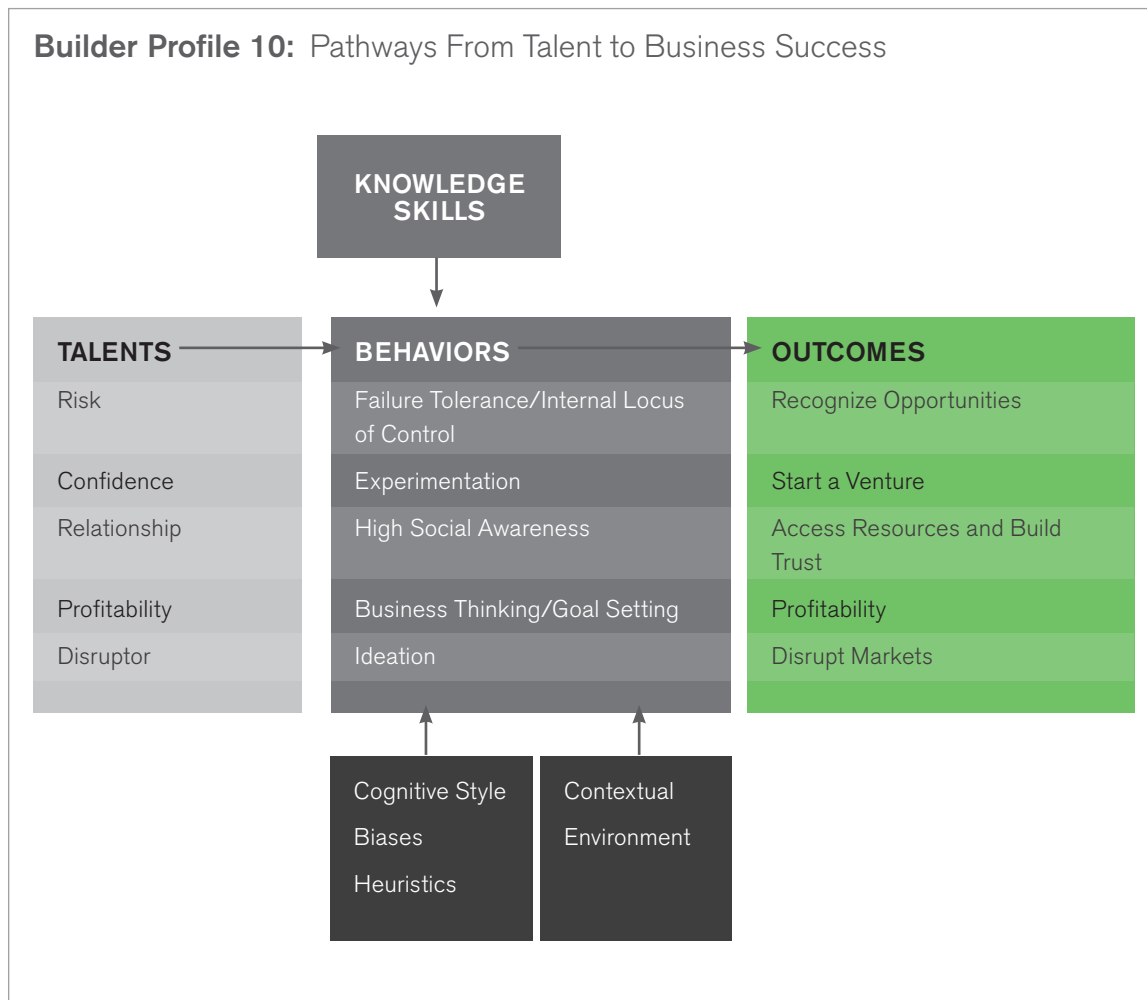 Builder Profile 10: Pathways From Talent to Business Success
KNOWLEDGE
SKILLS
TALENTS
Risk
Confidence
Relationship
Profitability
Disruptor
BEHAVIORS
Failure Tolerance/Internal Locus
of Control
Experimentation
High Social Awareness
Business Thinking/Goal Setting
Ideation
OUTCOMES
Recognize Opportunities
Start a Venture
Access Resources and Build
Trust
Profitability
Disrupt Markets
Cognitive Style
Biases
Heuristics
Contextual
Environment